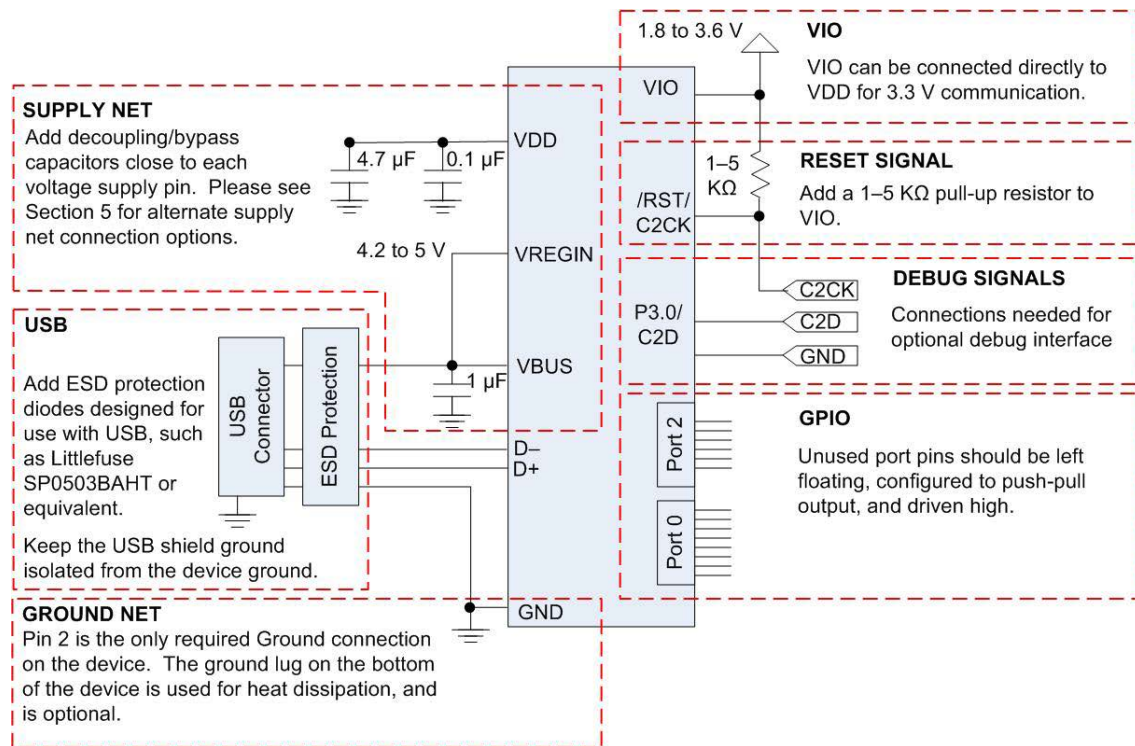 1.8 to 3.6 V
VIO
VIO can be connected directly to
VDD for 3.3 V communication.
VIO
SUPPLY NET
Add decoupling/bypass
capacitors close to each
voltage supply pin. Please see
Section 5 for alternate supply
net connection options.
4.7 µF
0.1 µF
VDD
4.2 to 5 V
VREGIN
1–5
KΩ
RESET SIGNAL
Add a 1–5 KΩ pull-up resistor to
VIO.
/RST/
C2CK
DEBUG SIGNALS
Connections needed for
optional debug interface
C2CK
C2D
GND
P3.0/
C2D
USB
Add ESD protection
diodes designed for
use with USB, such
as Littlefuse
SP0503BAHT or
equivalent.
Keep the USB shield ground
isolated from the device ground.
USB
Connector
ESD Protection
VBUS
1 µF
D–
D+
Port 2
Port 0
GPIO
Unused port pins should be left
floating, configured to push-pull
output, and driven high.
GROUND NET
Pin 2 is the only required Ground connection
on the device. The ground lug on the bottom
of the device is used for heat dissipation, and
is optional.
GND